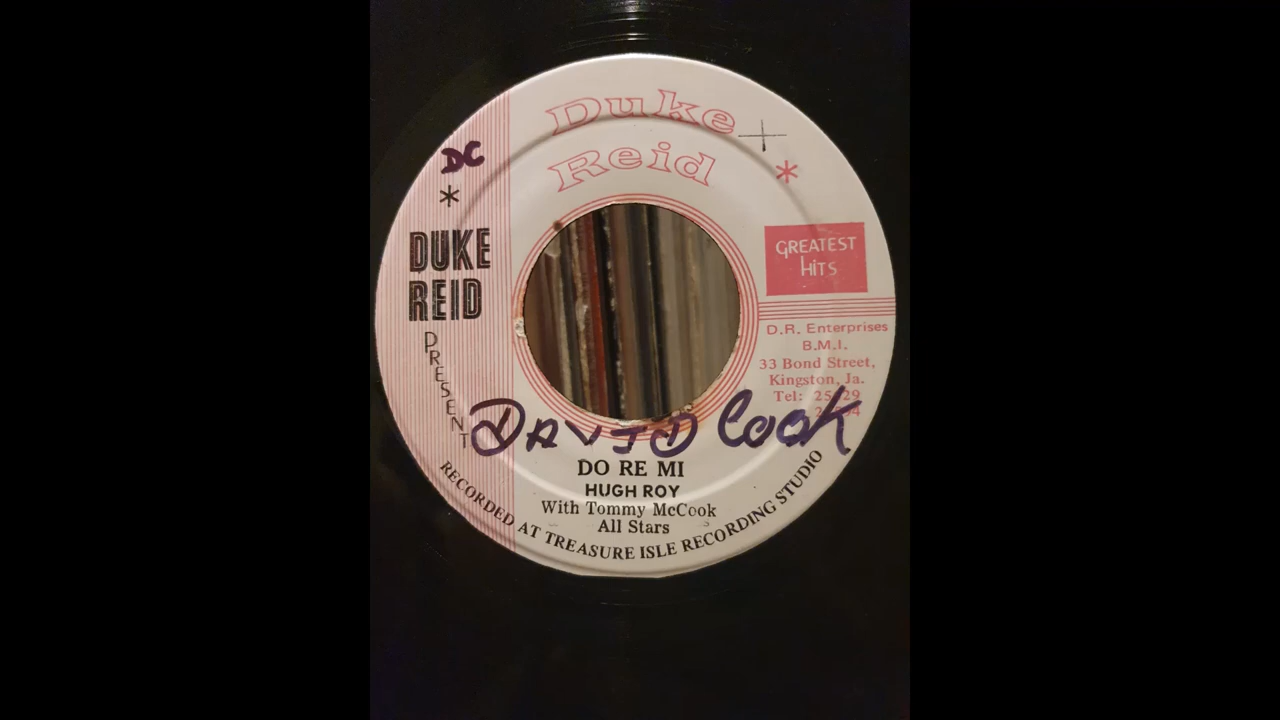 Duke
Reid
DC
*
*
DUKE
REID
PRESENT
GREATEST
HITS
D.R. Enterprises
B.M.I.
33 Bond Street,
Kingston, Ja.
Tel:
DAVID Cook
DO RE MI
HUGH ROY
With Tommy McCook
All Stars
RECORDED AT TREASURE ISLE RECORDING STUDIO